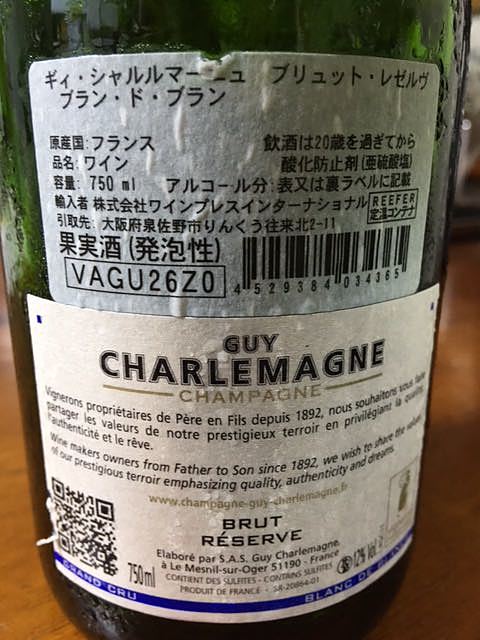 ギィ・シャルルマーニュ ブリュット・レゼルヴ
ブラン・ド・ブラン
原産国:フランス 飲酒は20歳を過ぎてから
品名:ワイン 酸化防止剤(亜硫酸塩)
容量: 750 ml アルコール分:表又は裏ラベルに記載
輸入者 株式会社ワインプレスインターナショナル REEFER
引取先: 大阪府泉佐野市りんくう往来北2-11 定温コンテナ
果実酒(発泡性)
VAGU26Z0
4 529384 034365
GUY
CHARLEMAGNE
CHAMPAGNE
Vignerons propriétaires de Père en Fils depuis 1892, nous souhaitons vous faire
partager les valeurs de notre prestigieux terroir en privilégiant la qualité,
l'authenticité et le rêve.
Wine makers owners from Father to Son since 1892, we wish to share the values
of our prestigious terroir emphasizing quality, authenticity and dreams.
www.champagne-guy-charlemagne.fr
BRUT
RÉSERVE
Elaboré par S.A.S. Guy Charlemagne,
à Le Mesnil-sur-Oger 51190 - France
CONTIENT DES SULFITES - CONTAINS SULFITES
PRODUIT DE FRANCE - SR-20864-01
750ml
12% Vol.
GRAND CRU
BLANC DE